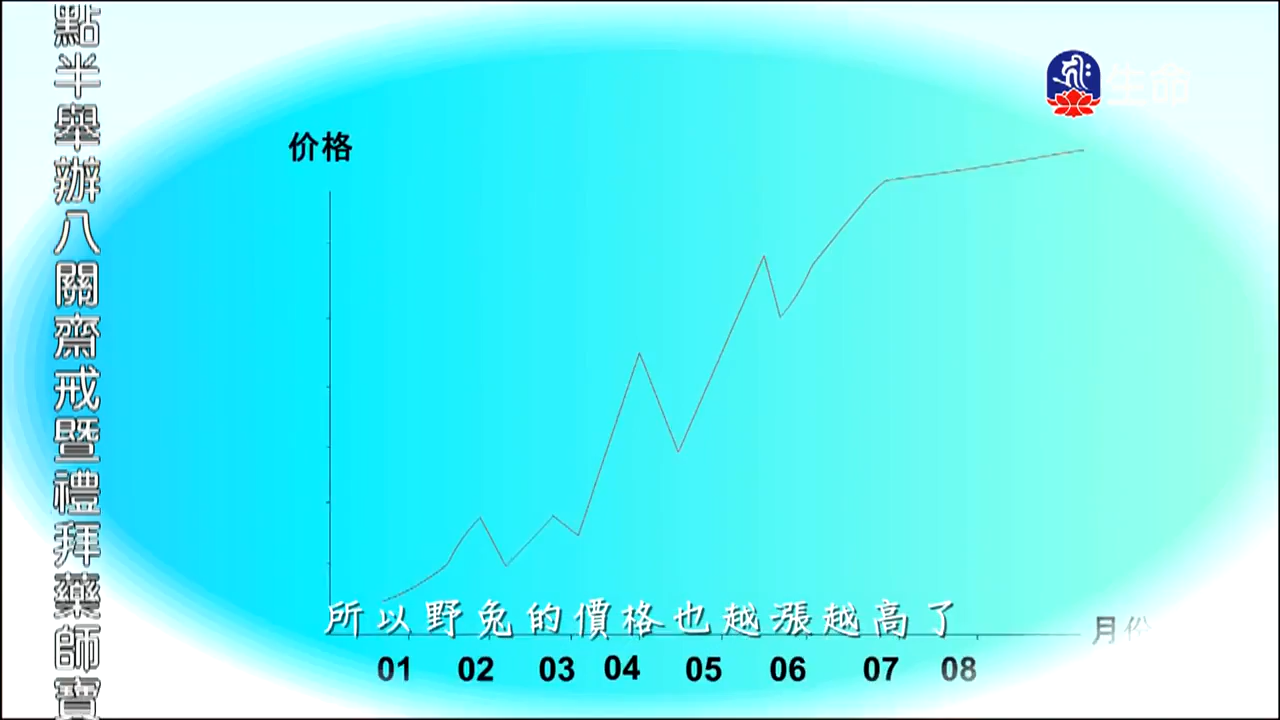 點半舉辦八關齋戒暨禮拜藥師寶
生命
价格
所以野兔的價格也越漲越高了
月份
01 02 03 04 05 06 07 08